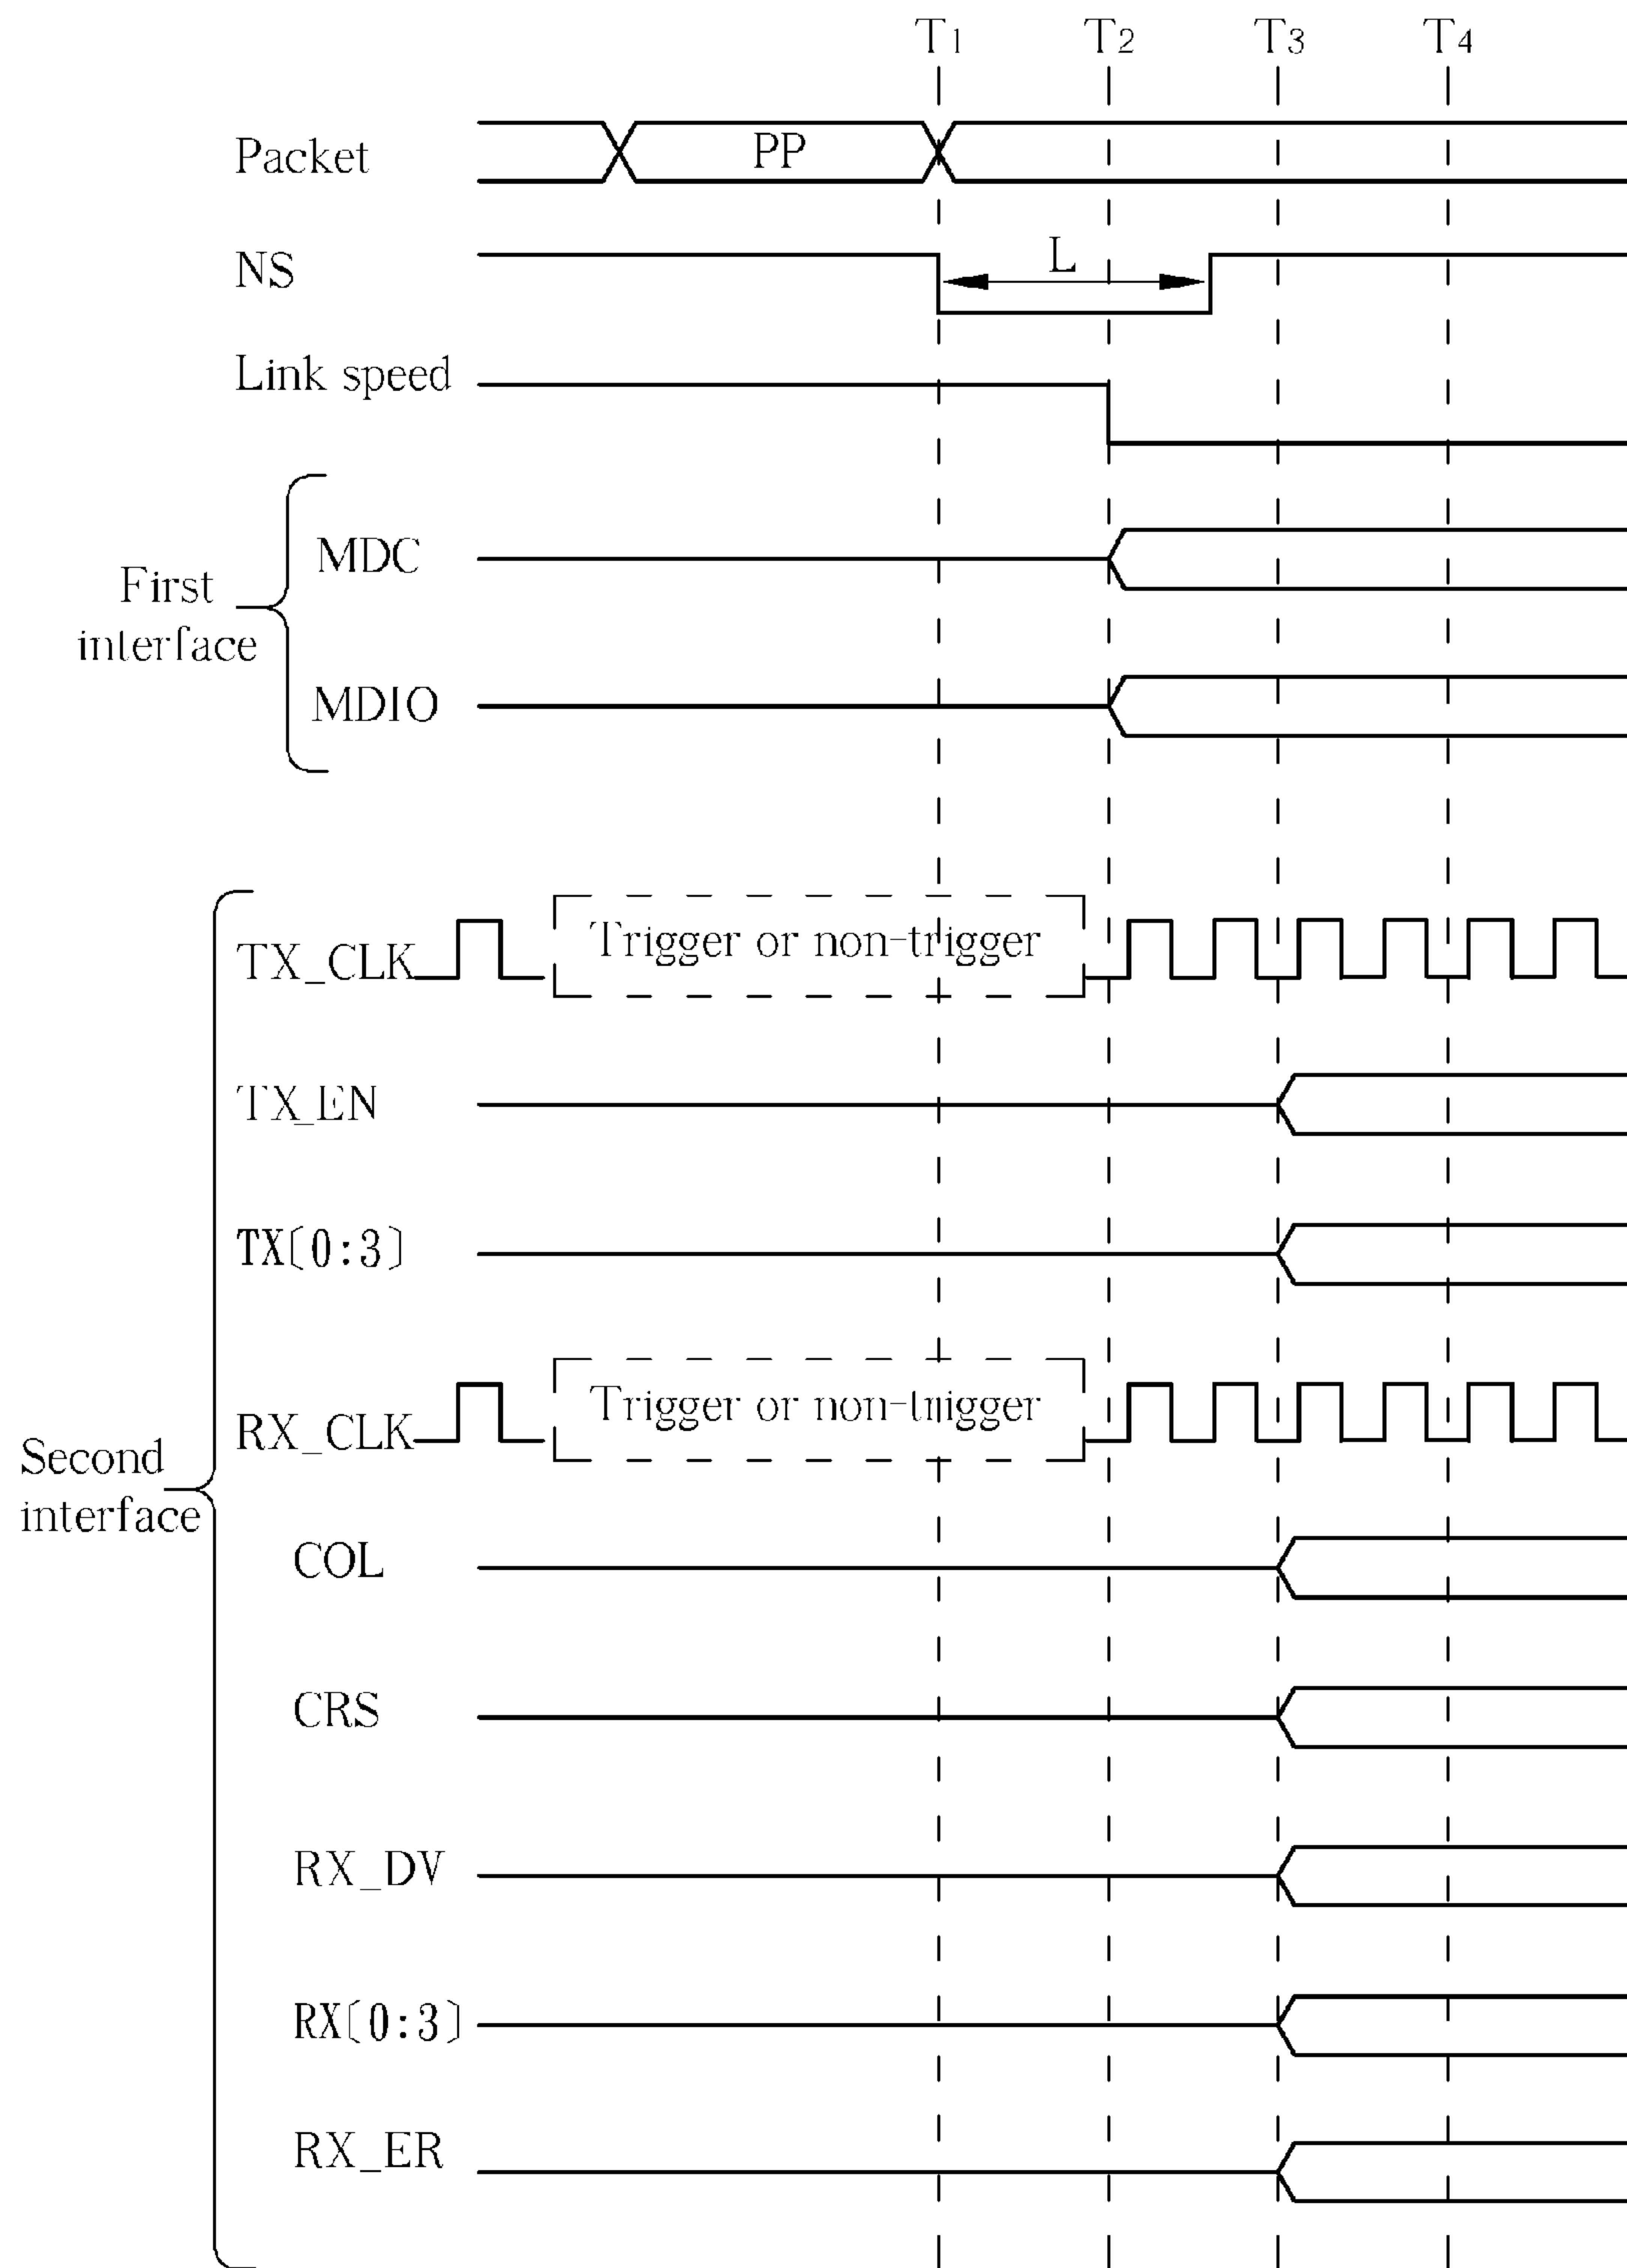 T1 T2 T3 T4
Packet PP
NS L
Link speed
First
interface
MDC
MDIO
TX_CLK Trigger or non-trigger
TX_EN
TX[0:3]
RX_CLK Trigger or non-trigger
Second
interface
COL
CRS
RX_DV
RX[0:3]
RX_ER